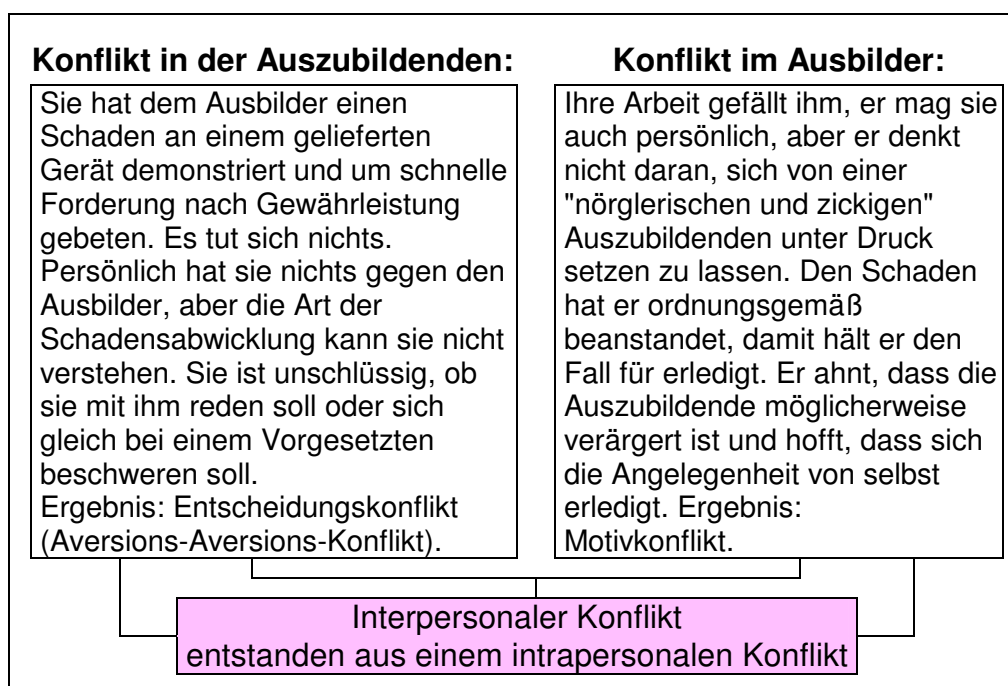 Konflikt in der Auszubildenden:
Sie hat dem Ausbilder einen
Schaden an einem gelieferten
Gerät demonstriert und um schnelle
Forderung nach Gewährleistung
gebeten. Es tut sich nichts.
Persönlich hat sie nichts gegen den
Ausbilder, aber die Art der
Schadensabwicklung kann sie nicht
verstehen. Sie ist unschlüssig, ob
sie mit ihm reden soll oder sich
gleich bei einem Vorgesetzten
beschweren soll.
Ergebnis: Entscheidungskonflikt
(Aversions-Aversions-Konflikt).
Konflikt im Ausbilder:
Ihre Arbeit gefällt ihm, er mag sie
auch persönlich, aber er denkt
nicht daran, sich von einer
"nörglerischen und zickigen"
Auszubildenden unter Druck
setzen zu lassen. Den Schaden
hat er ordnungsgemäß
beanstandet, damit hält er den
Fall für erledigt. Er ahnt, dass die
Auszubildende möglicherweise
verärgert ist und hofft, dass sich
die Angelegenheit von selbst
erledigt. Ergebnis:
Motivkonflikt.
Interpersonaler Konflikt
entstanden aus einem intrapersonalen Konflikt